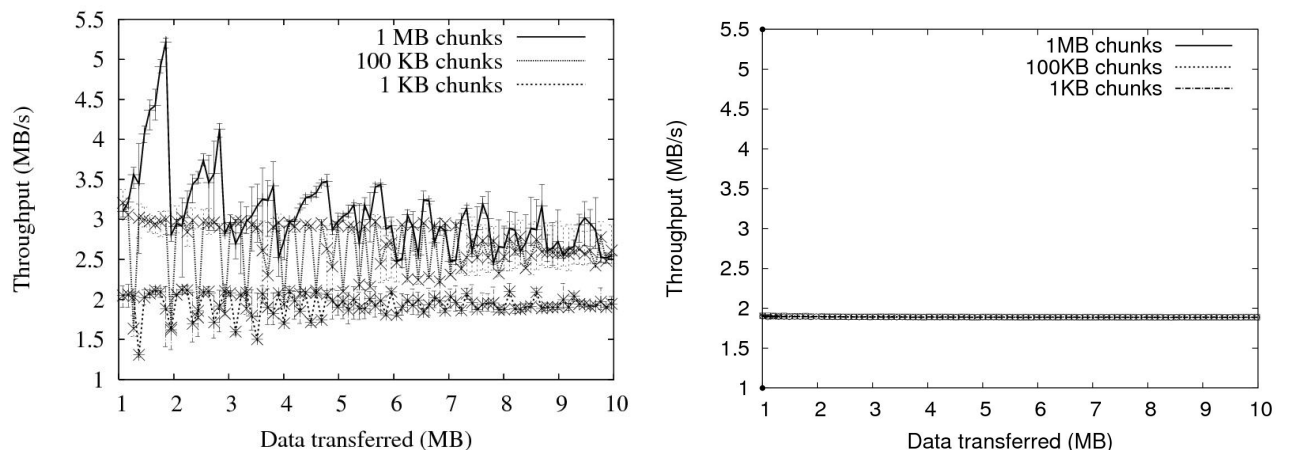 5.5
5
4.5
4
3.5
3
2.5
2
1.5
1
Throughput (MB/s)
1 MB chunks
100 KB chunks
1 KB chunks
1 2 3 4 5 6 7 8 9 10
Data transferred (MB)
5.5
5
4.5
4
3.5
3
2.5
2
1.5
1
Throughput (MB/s)
1MB chunks
100KB chunks
1KB chunks
1 2 3 4 5 6 7 8 9 10
Data transferred (MB)